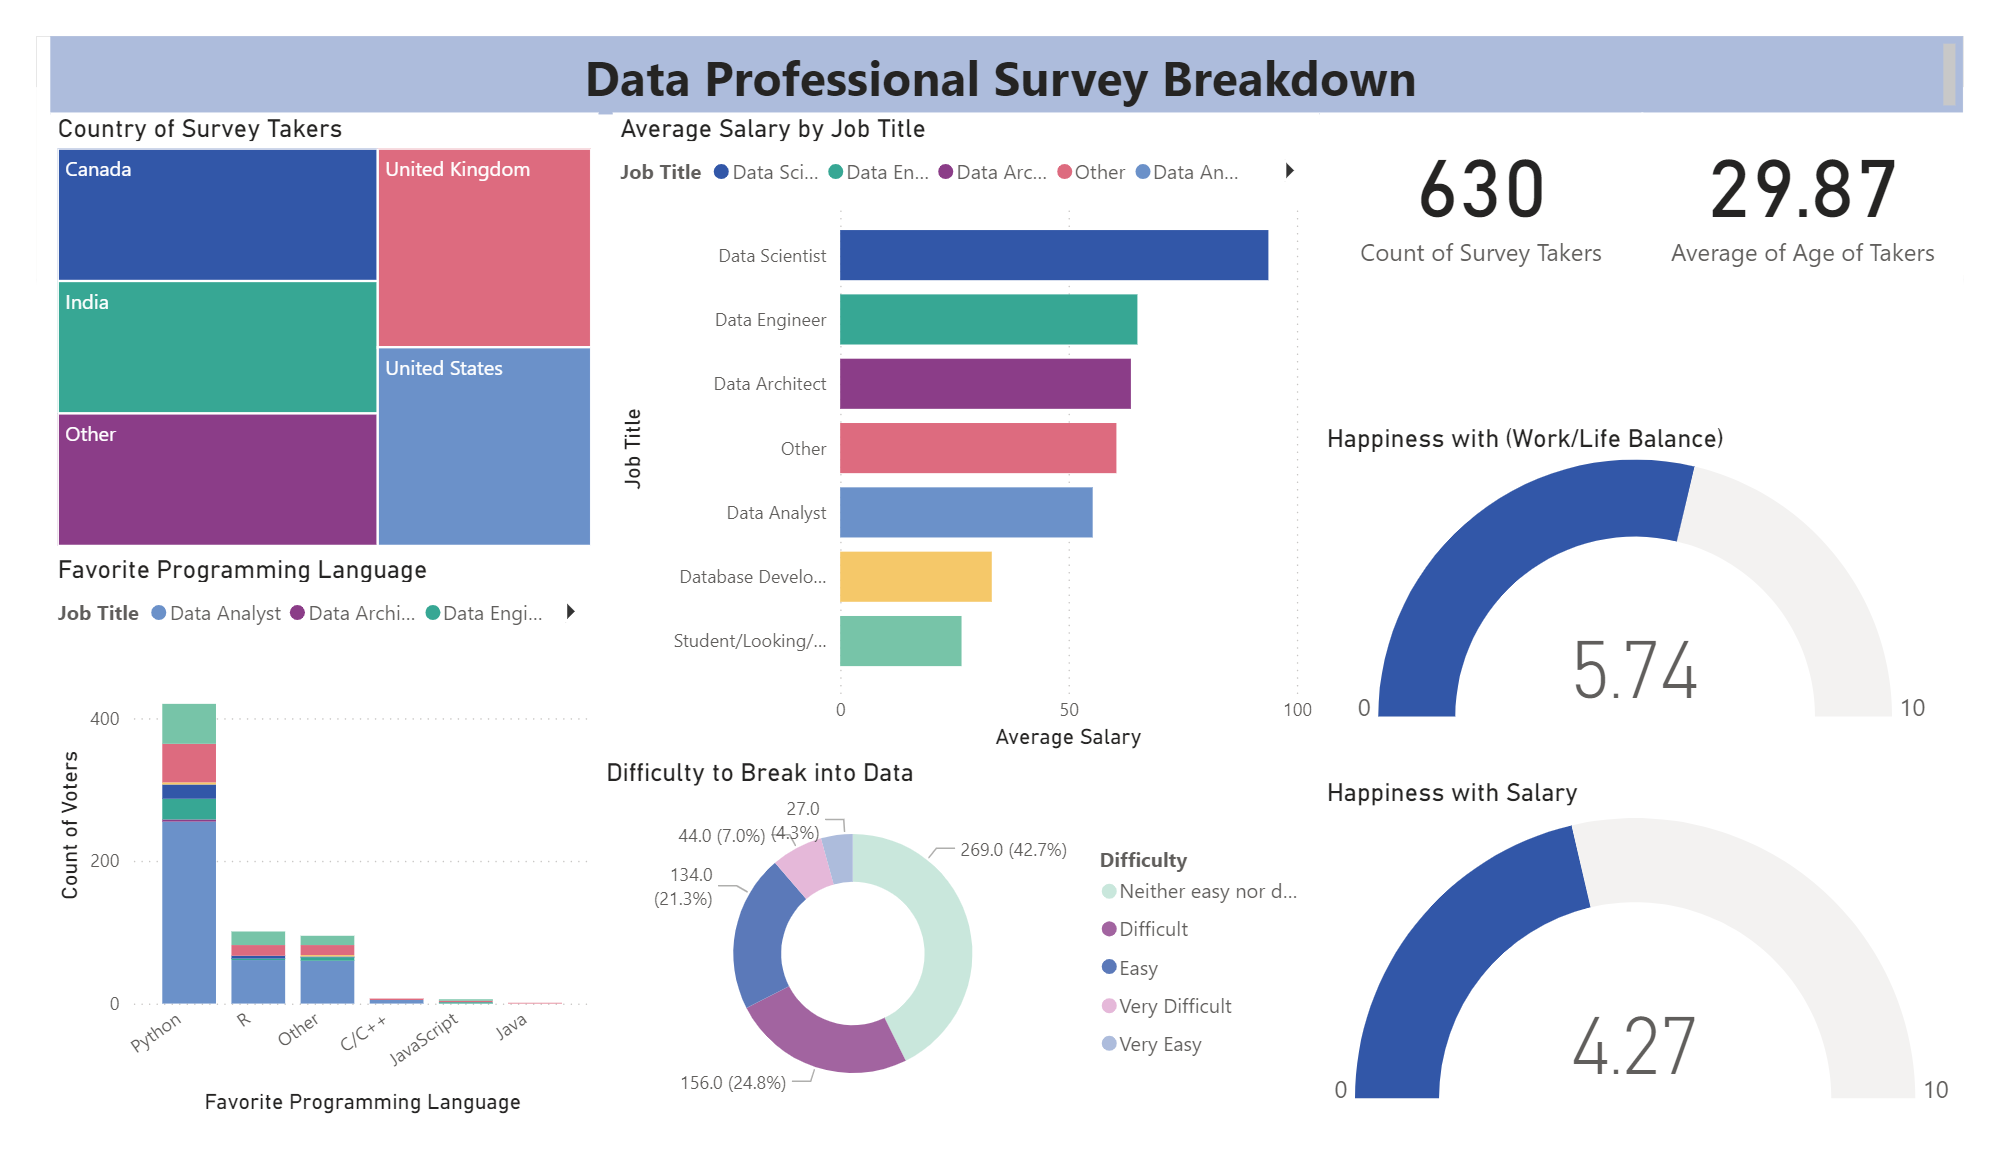 Data Professional Survey Breakdown
Country of Survey Takers
Canada
United Kingdom
India
United States
Other
Average Salary by Job Title
Job Title Data Sci... Data En... Data Arc... Other Data An...
Job Title
Data Scientist
Data Engineer
Data Architect
Other
Data Analyst
Database Develo...
Student/Looking/...
0 50 100
Average Salary
630
Count of Survey Takers
29.87
Average of Age of Takers
Happiness with (Work/Life Balance)
5.74
0 10
Favorite Programming Language
Job Title Data Analyst Data Archi... Data Engi...
Count of Voters
400
200
0
Python R Other C/C++ JavaScript Java
Favorite Programming Language
Difficulty to Break into Data
27.0
(4.3%)
44.0 (7.0%)
269.0 (42.7%)
134.0
(21.3%)
156.0 (24.8%)
Difficulty
Neither easy nor d...
Difficult
Easy
Very Difficult
Very Easy
Happiness with Salary
4.27
0 10